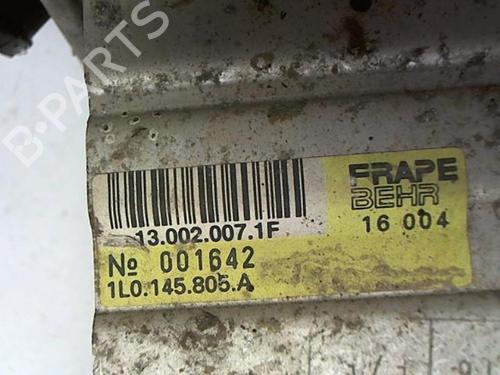 FRAPE
BEHR
16 004
13.002.007.1F
№ 001642
1L0.145.805.A
B-PARTS